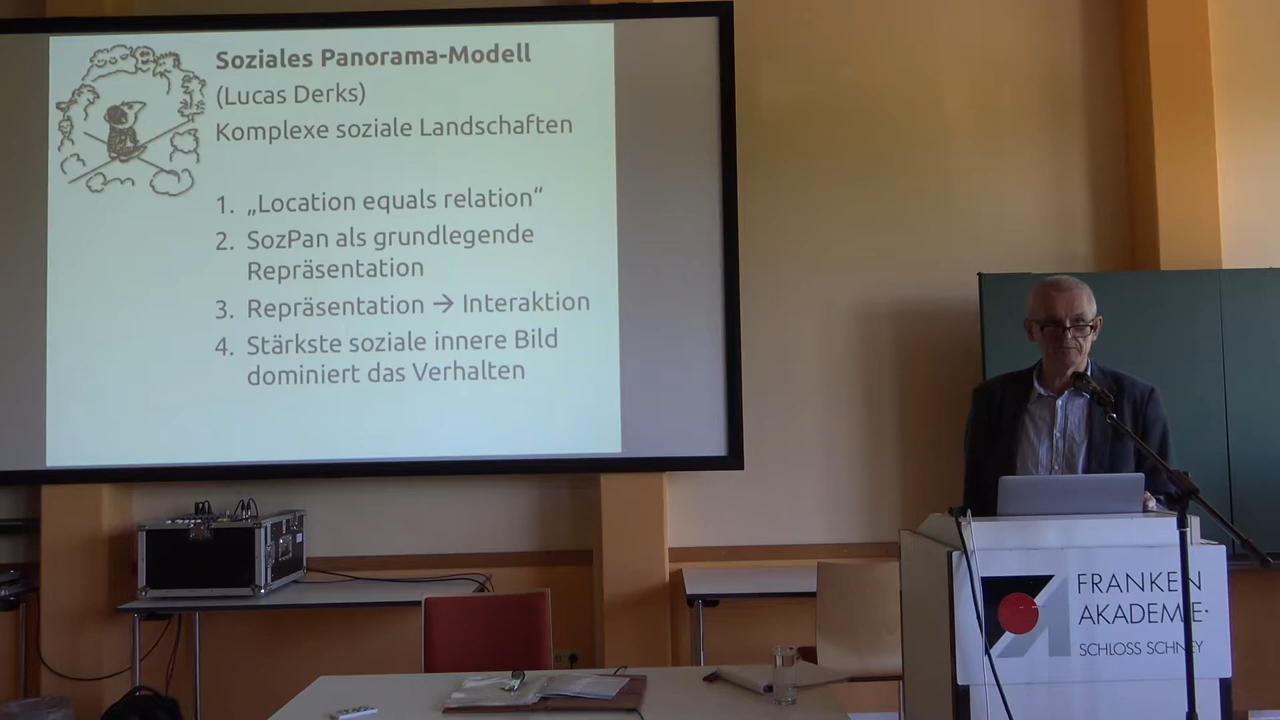 Soziales Panorama-Modell
(Lucas Derks)
Komplexe soziale Landschaften
1. „Location equals relation“
2. SozPan als grundlegende
Repräsentation
3. Repräsentation → Interaktion
4. Stärkste soziale innere Bild
dominiert das Verhalten
FRANKEN
AKADEMIE
SCHLOSS SCHNEY